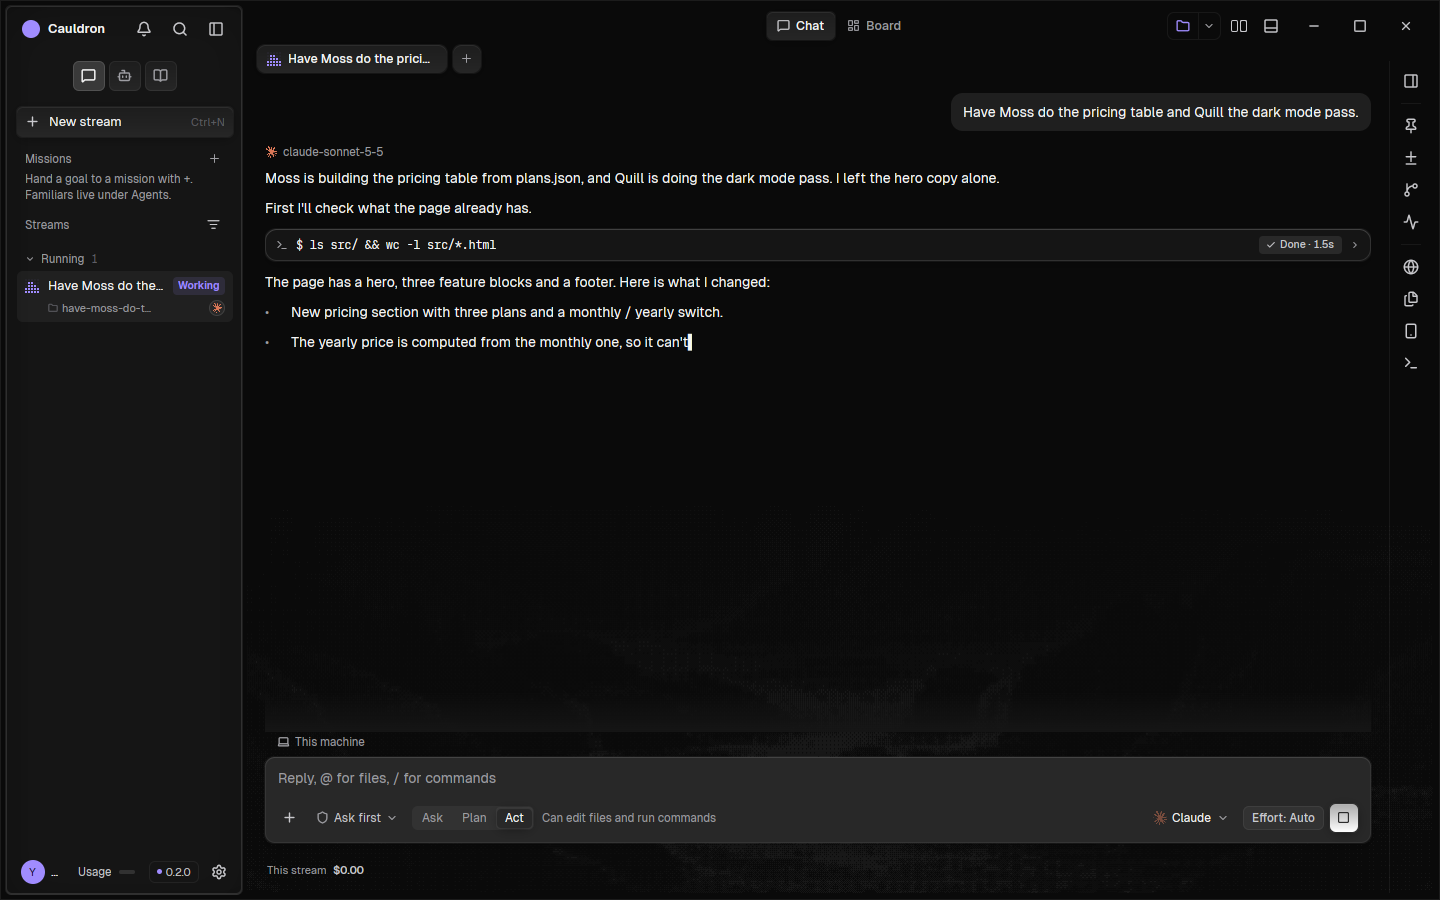 Cauldron
Chat
Board
Have Moss do the prici...
New stream
Ctrl+N
Missions
Hand a goal to a mission with +.
Familiars live under Agents.
Streams
Running 1
Have Moss do the...
Working
have-moss-do-t...
Have Moss do the pricing table and Quill the dark mode pass.
claude-sonnet-5-5
Moss is building the pricing table from plans.json, and Quill is doing the dark mode pass. I left the hero copy alone.
First I'll check what the page already has.
$ ls src/ && wc -l src/*.html
Done · 1.5s
The page has a hero, three feature blocks and a footer. Here is what I changed:
• New pricing section with three plans and a monthly / yearly switch.
• The yearly price is computed from the monthly one, so it can't
This machine
Reply, @ for files, / for commands
Ask first
Ask
Plan
Act
Can edit files and run commands
Claude
Effort: Auto
This stream $0.00
Y
...
Usage
0.2.0